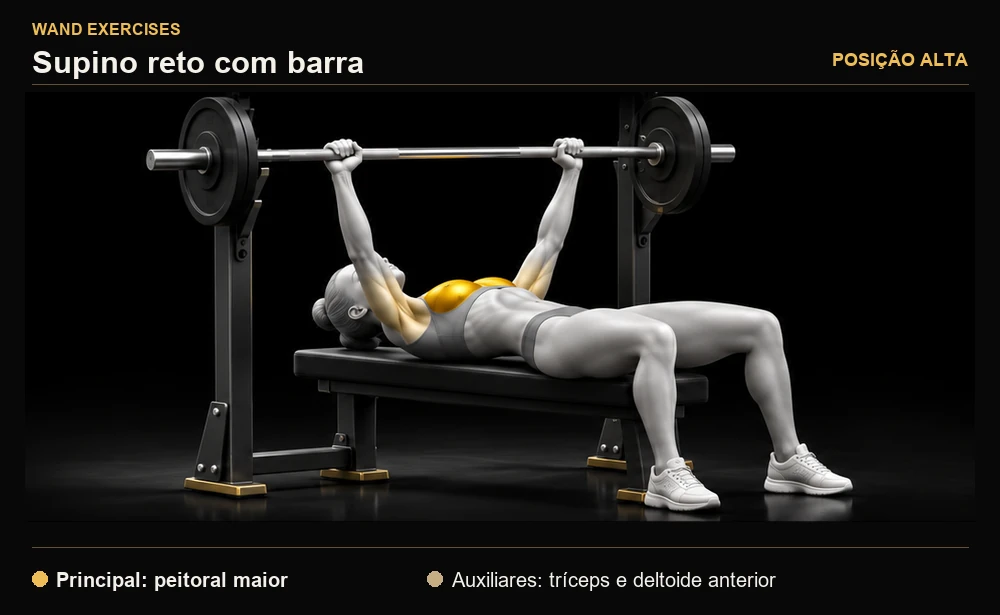 WAND EXERCISES
Supino reto com barra
POSIÇÃO ALTA
Principal: peitoral maior
Auxiliares: tríceps e deltoide anterior